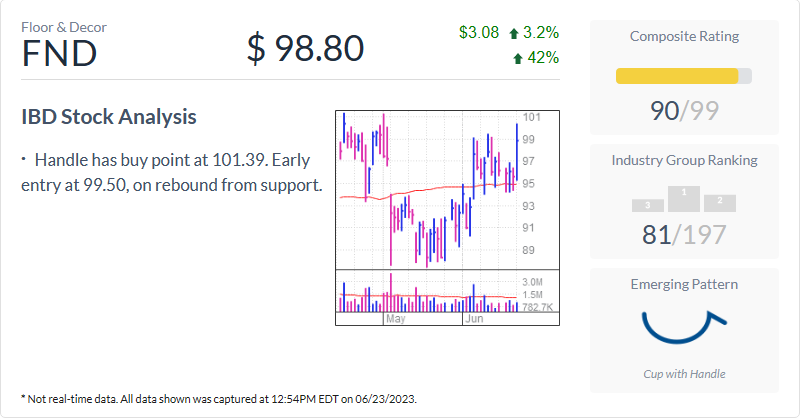 Floor & Decor
FND
$ 98.80
$3.08 3.2%
42%
IBD Stock Analysis
· Handle has buy point at 101.39. Early
entry at 99.50, on rebound from support.
101
99
97
95
93
91
89
3.0M
1.5M
782.7K
May Jun
Composite Rating
90/99
Industry Group Ranking
3 1 2
81/197
Emerging Pattern
Cup with Handle
* Not real-time data. All data shown was captured at 12:54PM EDT on 06/23/2023.